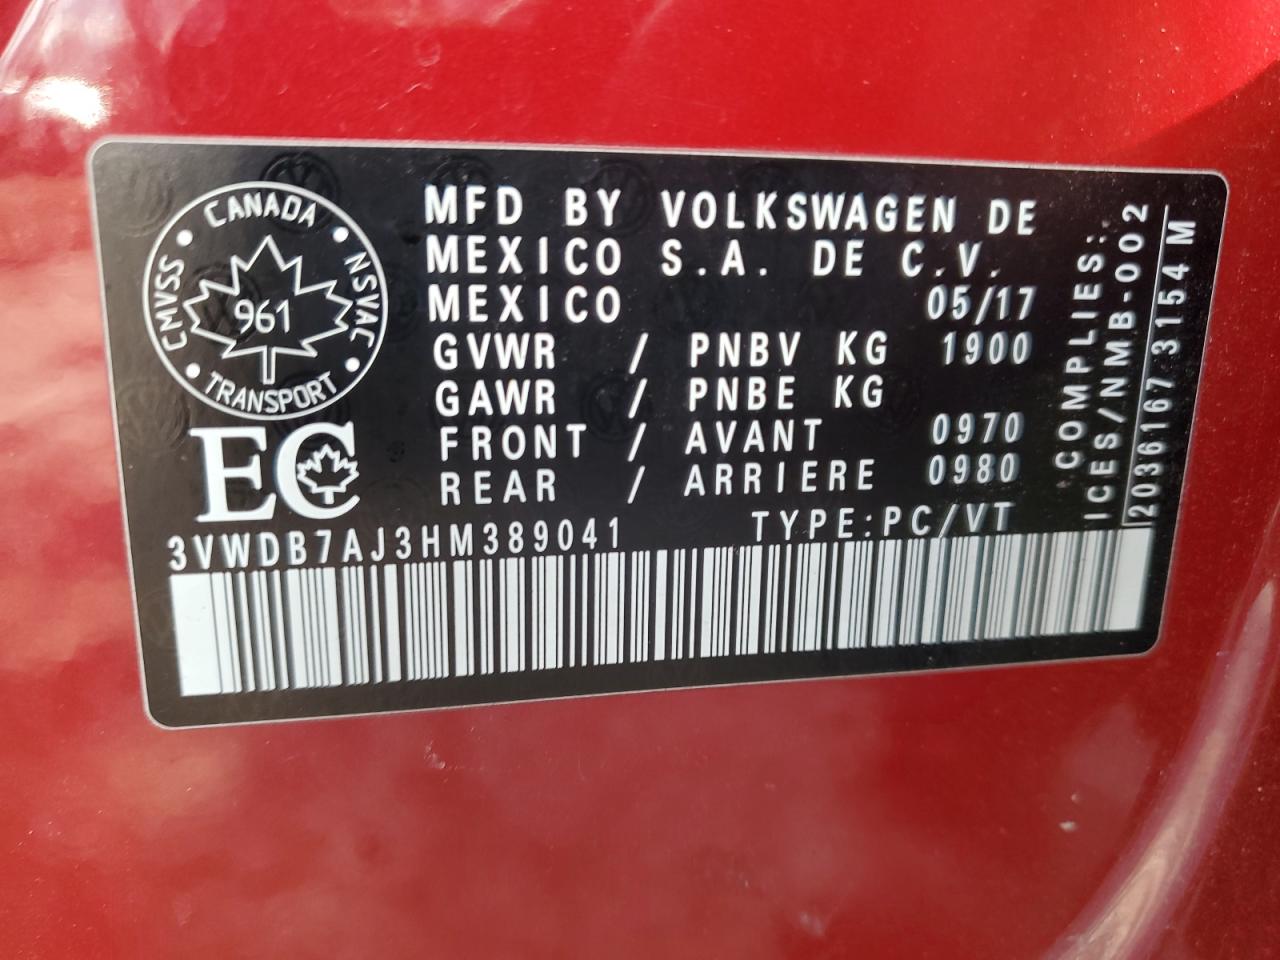 CANADA
CMVSS
NSVAC
961
TRANSPORT
EC
MFD BY VOLKSWAGEN DE
MEXICO S.A. DE C.V.
MEXICO 05/17
GVWR / PNBV KG 1900
GAWR / PNBE KG
FRONT / AVANT 0970
REAR / ARRIERE 0980
3VWDB7AJ3HM389041 TYPE:PC/VT
COMPLIES:
ICES/NMB-002
2036167 3154 M